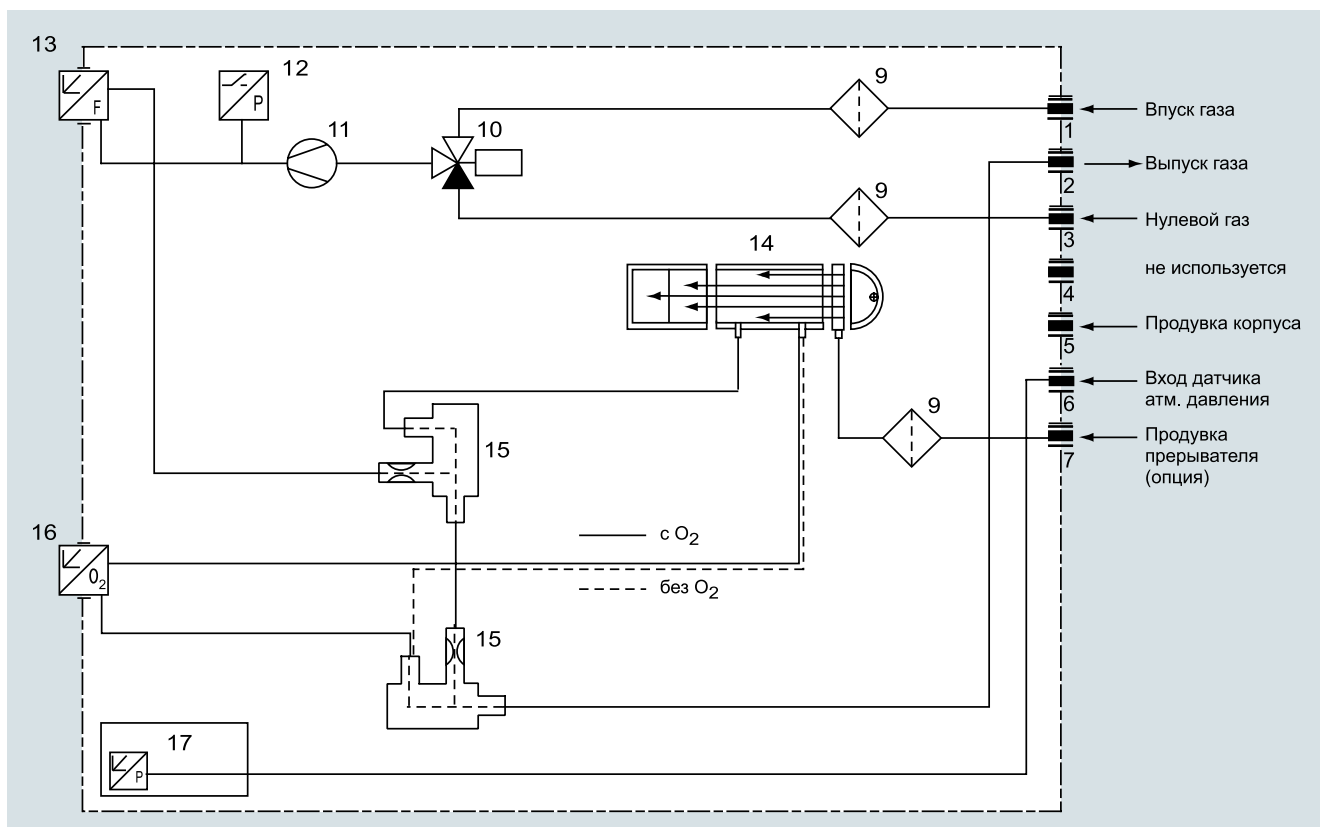 13
12
F
P
11
10
9
Впуск газа
1
Выпуск газа
2
9
Нулевой газ
3
14
не используется
4
Продувка корпуса
5
Вход датчика
атм. давления
6
9
Продувка
прерывателя
(опция)
7
15
16
O2
с O2
без O2
15
17
P